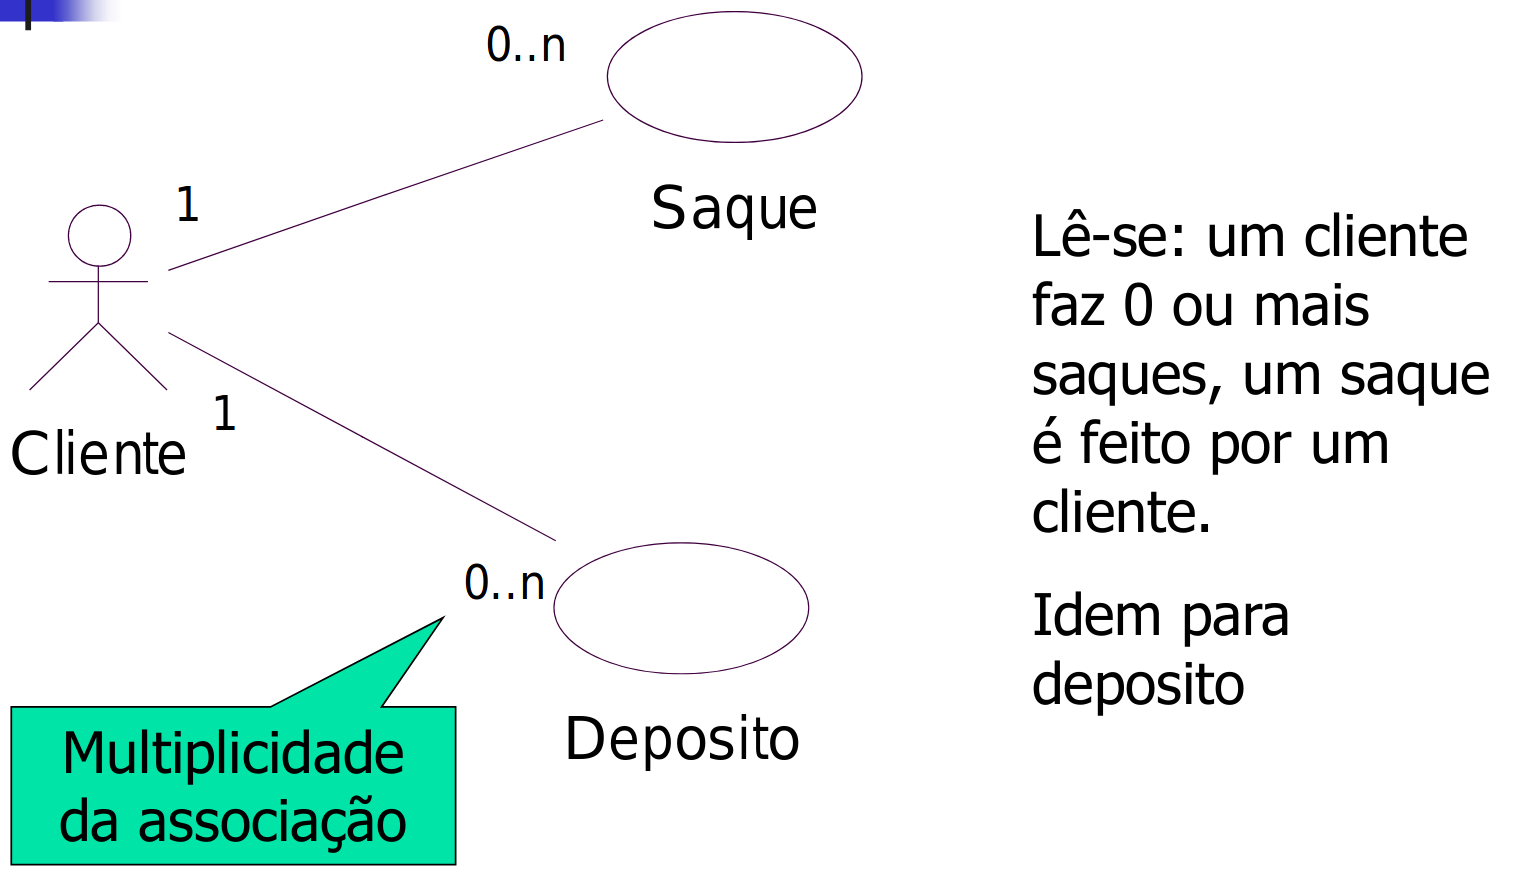 0..n
Saque
1
Cliente
1
0..n
Deposito
Multiplicidade
da associação
Lê-se: um cliente
faz 0 ou mais
saques, um saque
é feito por um
cliente.
Idem para
deposito